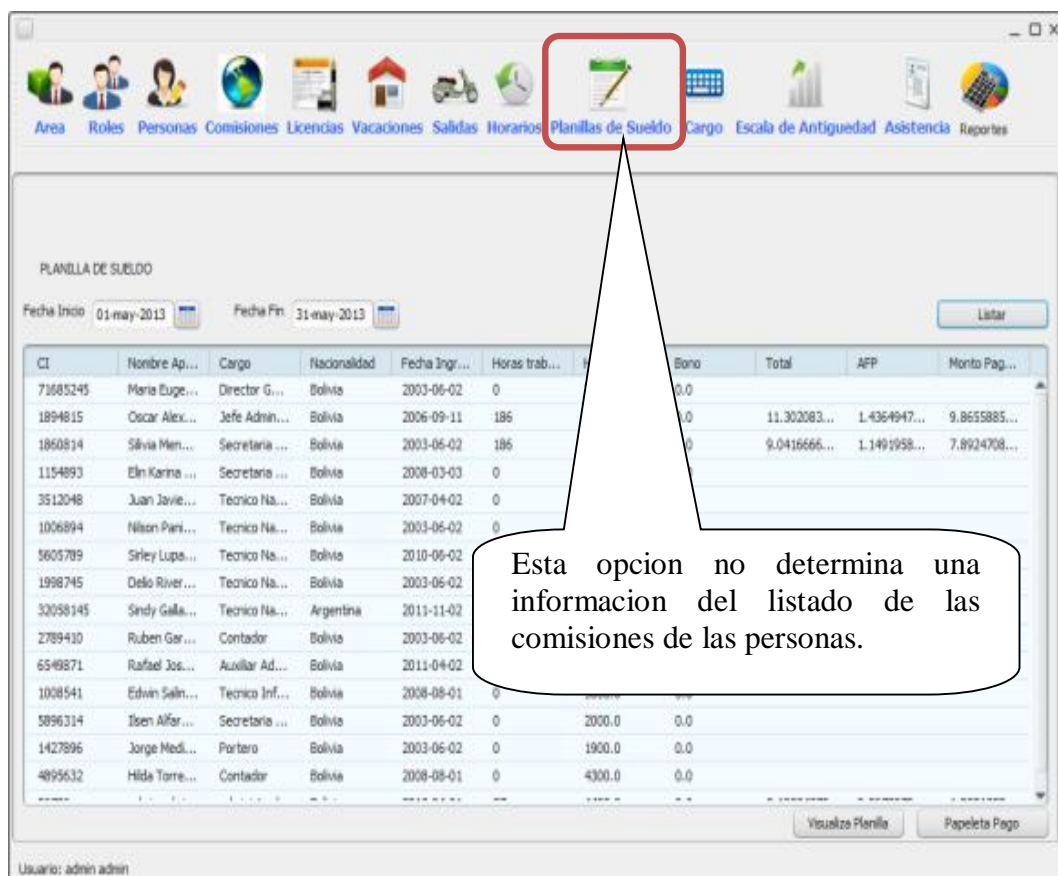 Area Roles Personas Comisiones Licencias Vacaciones Salidas Horarios Planillas de Sueldo Cargo Escala de Antiguedad Asistencia Reportes
PLANILLA DE SUELDO
Fecha Inicio 01-may-2013 Fecha Fin 31-may-2013 Listar
CI Nombre Ap... Cargo Nacionalidad Fecha Ingr... Horas trab... Bono Total AFP Monto Pag...
71685245 Maria Euge... Director G... Bolivia 2003-06-02 0 0.0
1894815 Oscar Alex... Jefe Admin... Bolivia 2006-09-11 186 11.302083... 1.4364947... 9.8655885...
1860814 Silvia Men... Secretaria ... Bolivia 2003-06-02 186 9.0416666... 1.1491958... 7.8924708...
1154893 Elin Karina ... Secretaria ... Bolivia 2008-03-03 0
3512048 Juan Javie... Tecnico Na... Bolivia 2007-04-02 0
1006894 Nilson Pani... Tecnico Na... Bolivia 2003-06-02 0
5605789 Sirley Lupa... Tecnico Na... Bolivia 2010-06-02
1998745 Delio River... Tecnico Na... Bolivia 2003-06-02
32058145 Sindy Galla... Tecnico Na... Argentina 2011-11-02
2789410 Ruben Gar... Contador Bolivia 2003-06-02
6549871 Rafael Jos... Auxiliar Ad... Bolivia 2011-04-02
1008541 Edwin Salin... Tecnico Inf... Bolivia 2008-08-01 0 0.0
5896314 Ilsen Alfar... Secretaria ... Bolivia 2003-06-02 0 2000.0 0.0
1427896 Jorge Medi... Portero Bolivia 2003-06-02 0 1900.0 0.0
4895632 Hilda Torre... Contador Bolivia 2008-08-01 0 4300.0 0.0
Esta opcion no determina una
informacion del listado de las
comisiones de las personas.
Visualiza Planilla Papeleta Pago
Usuario: admin admin